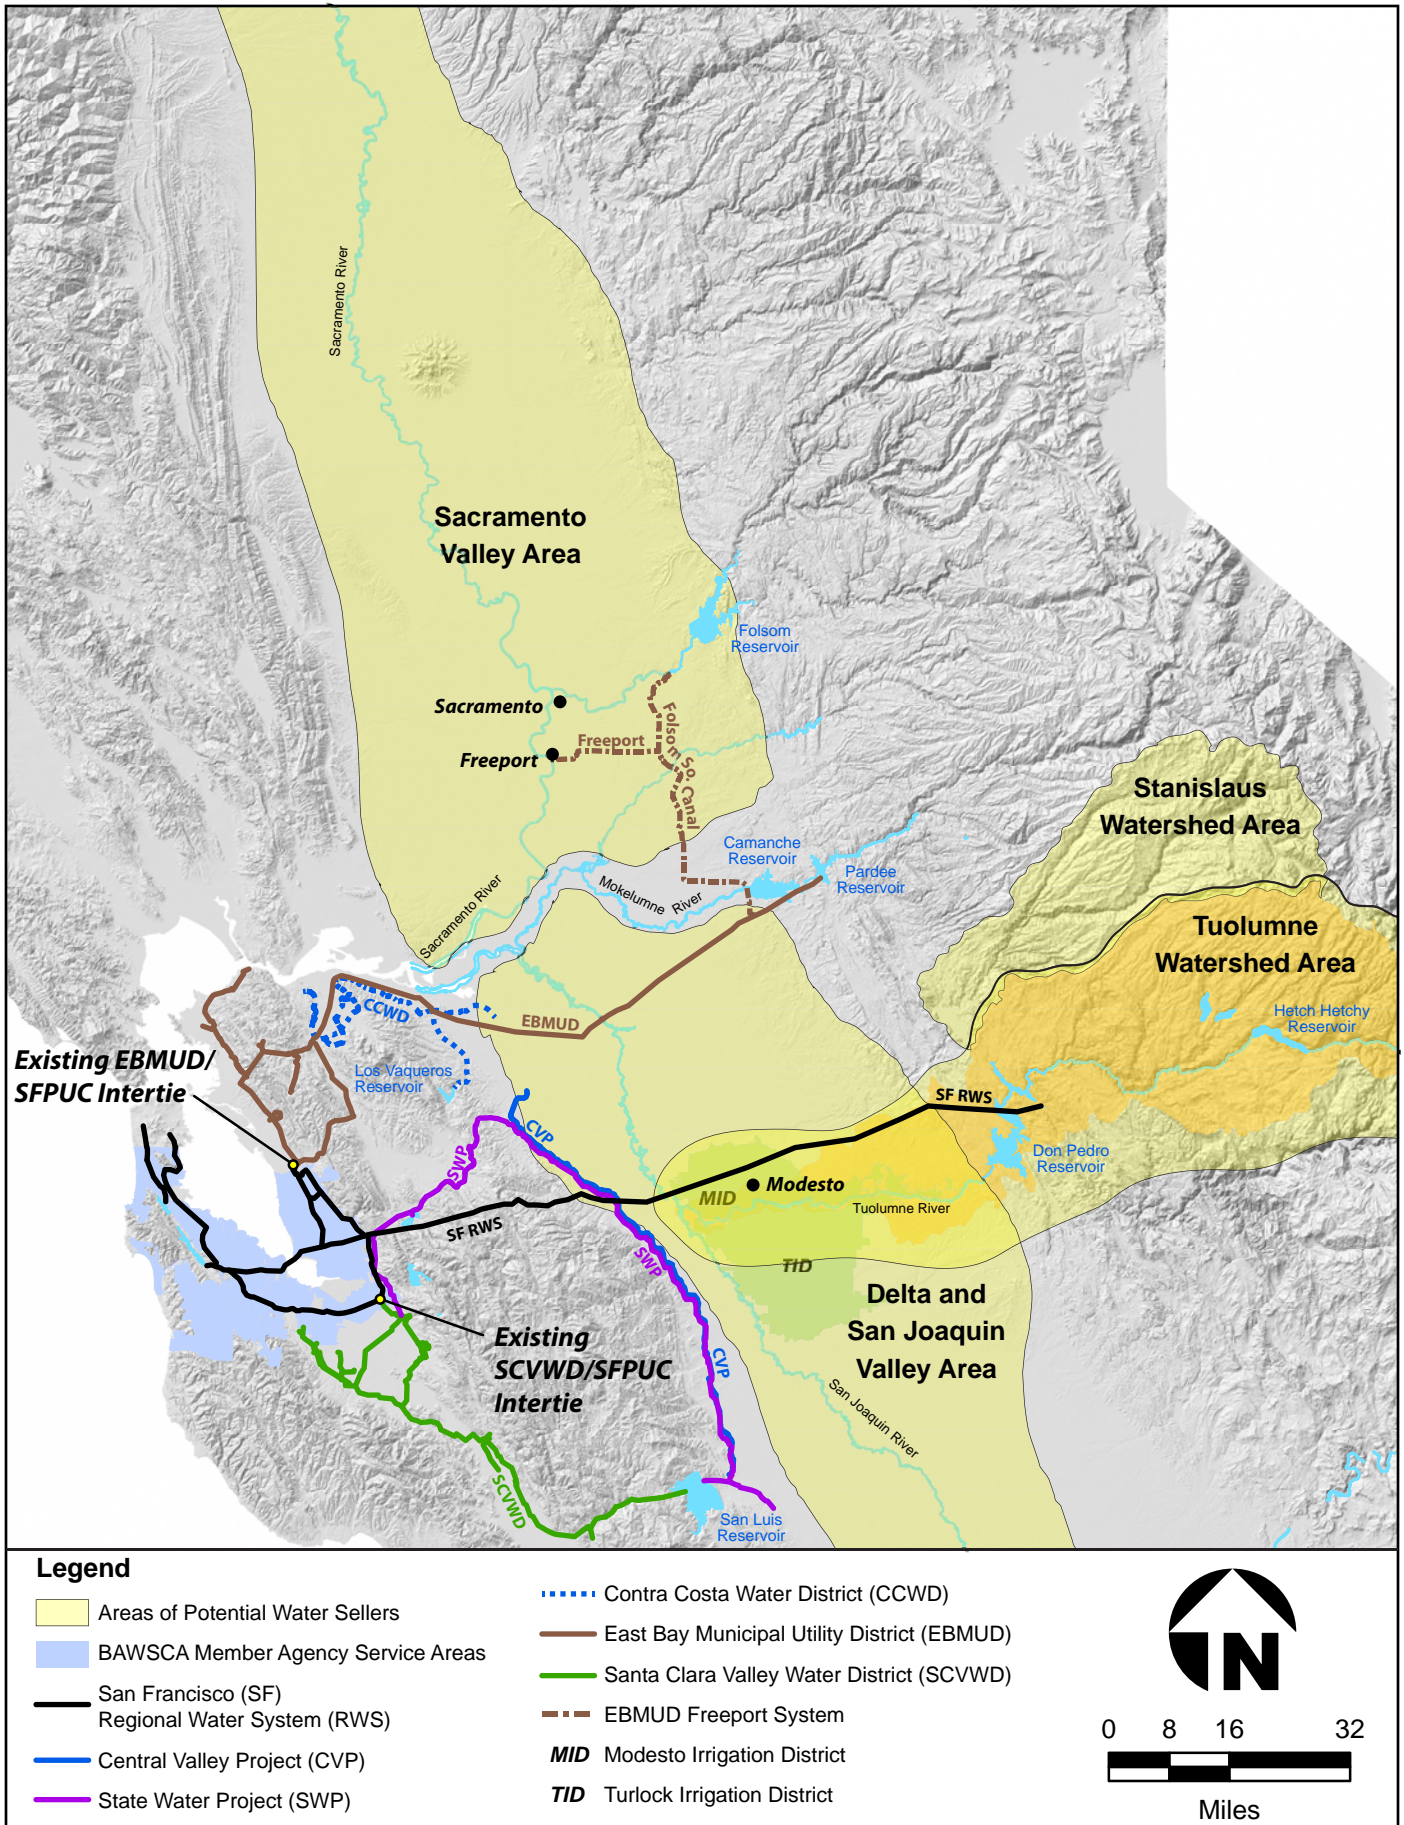 Sacramento River
Sacramento
Valley Area
Folsom
Reservoir
Sacramento
Freeport
Freeport
Folsom So. Canal
Stanislaus
Watershed Area
Camanche
Reservoir
Pardee
Reservoir
Mokelumne River
Sacramento River
Tuolumne
Watershed Area
Hetch Hetchy
Reservoir
CCWD
EBMUD
Existing EBMUD/
SFPUC Intertie
Los Vaqueros
Reservoir
SF RWS
CVP
SWP
Don Pedro
Reservoir
Modesto
MID
Tuolumne River
SF RWS
SWP
TID
Delta and
San Joaquin
Valley Area
Existing
SCVWD/SFPUC
Intertie
CVP
San Joaquin River
SCVWD
San Luis
Reservoir
Legend
Areas of Potential Water Sellers
BAWSCA Member Agency Service Areas
San Francisco (SF)
Regional Water System (RWS)
Central Valley Project (CVP)
State Water Project (SWP)
Contra Costa Water District (CCWD)
East Bay Municipal Utility District (EBMUD)
Santa Clara Valley Water District (SCVWD)
EBMUD Freeport System
MID Modesto Irrigation District
TID Turlock Irrigation District
N
0 8 16 32
Miles